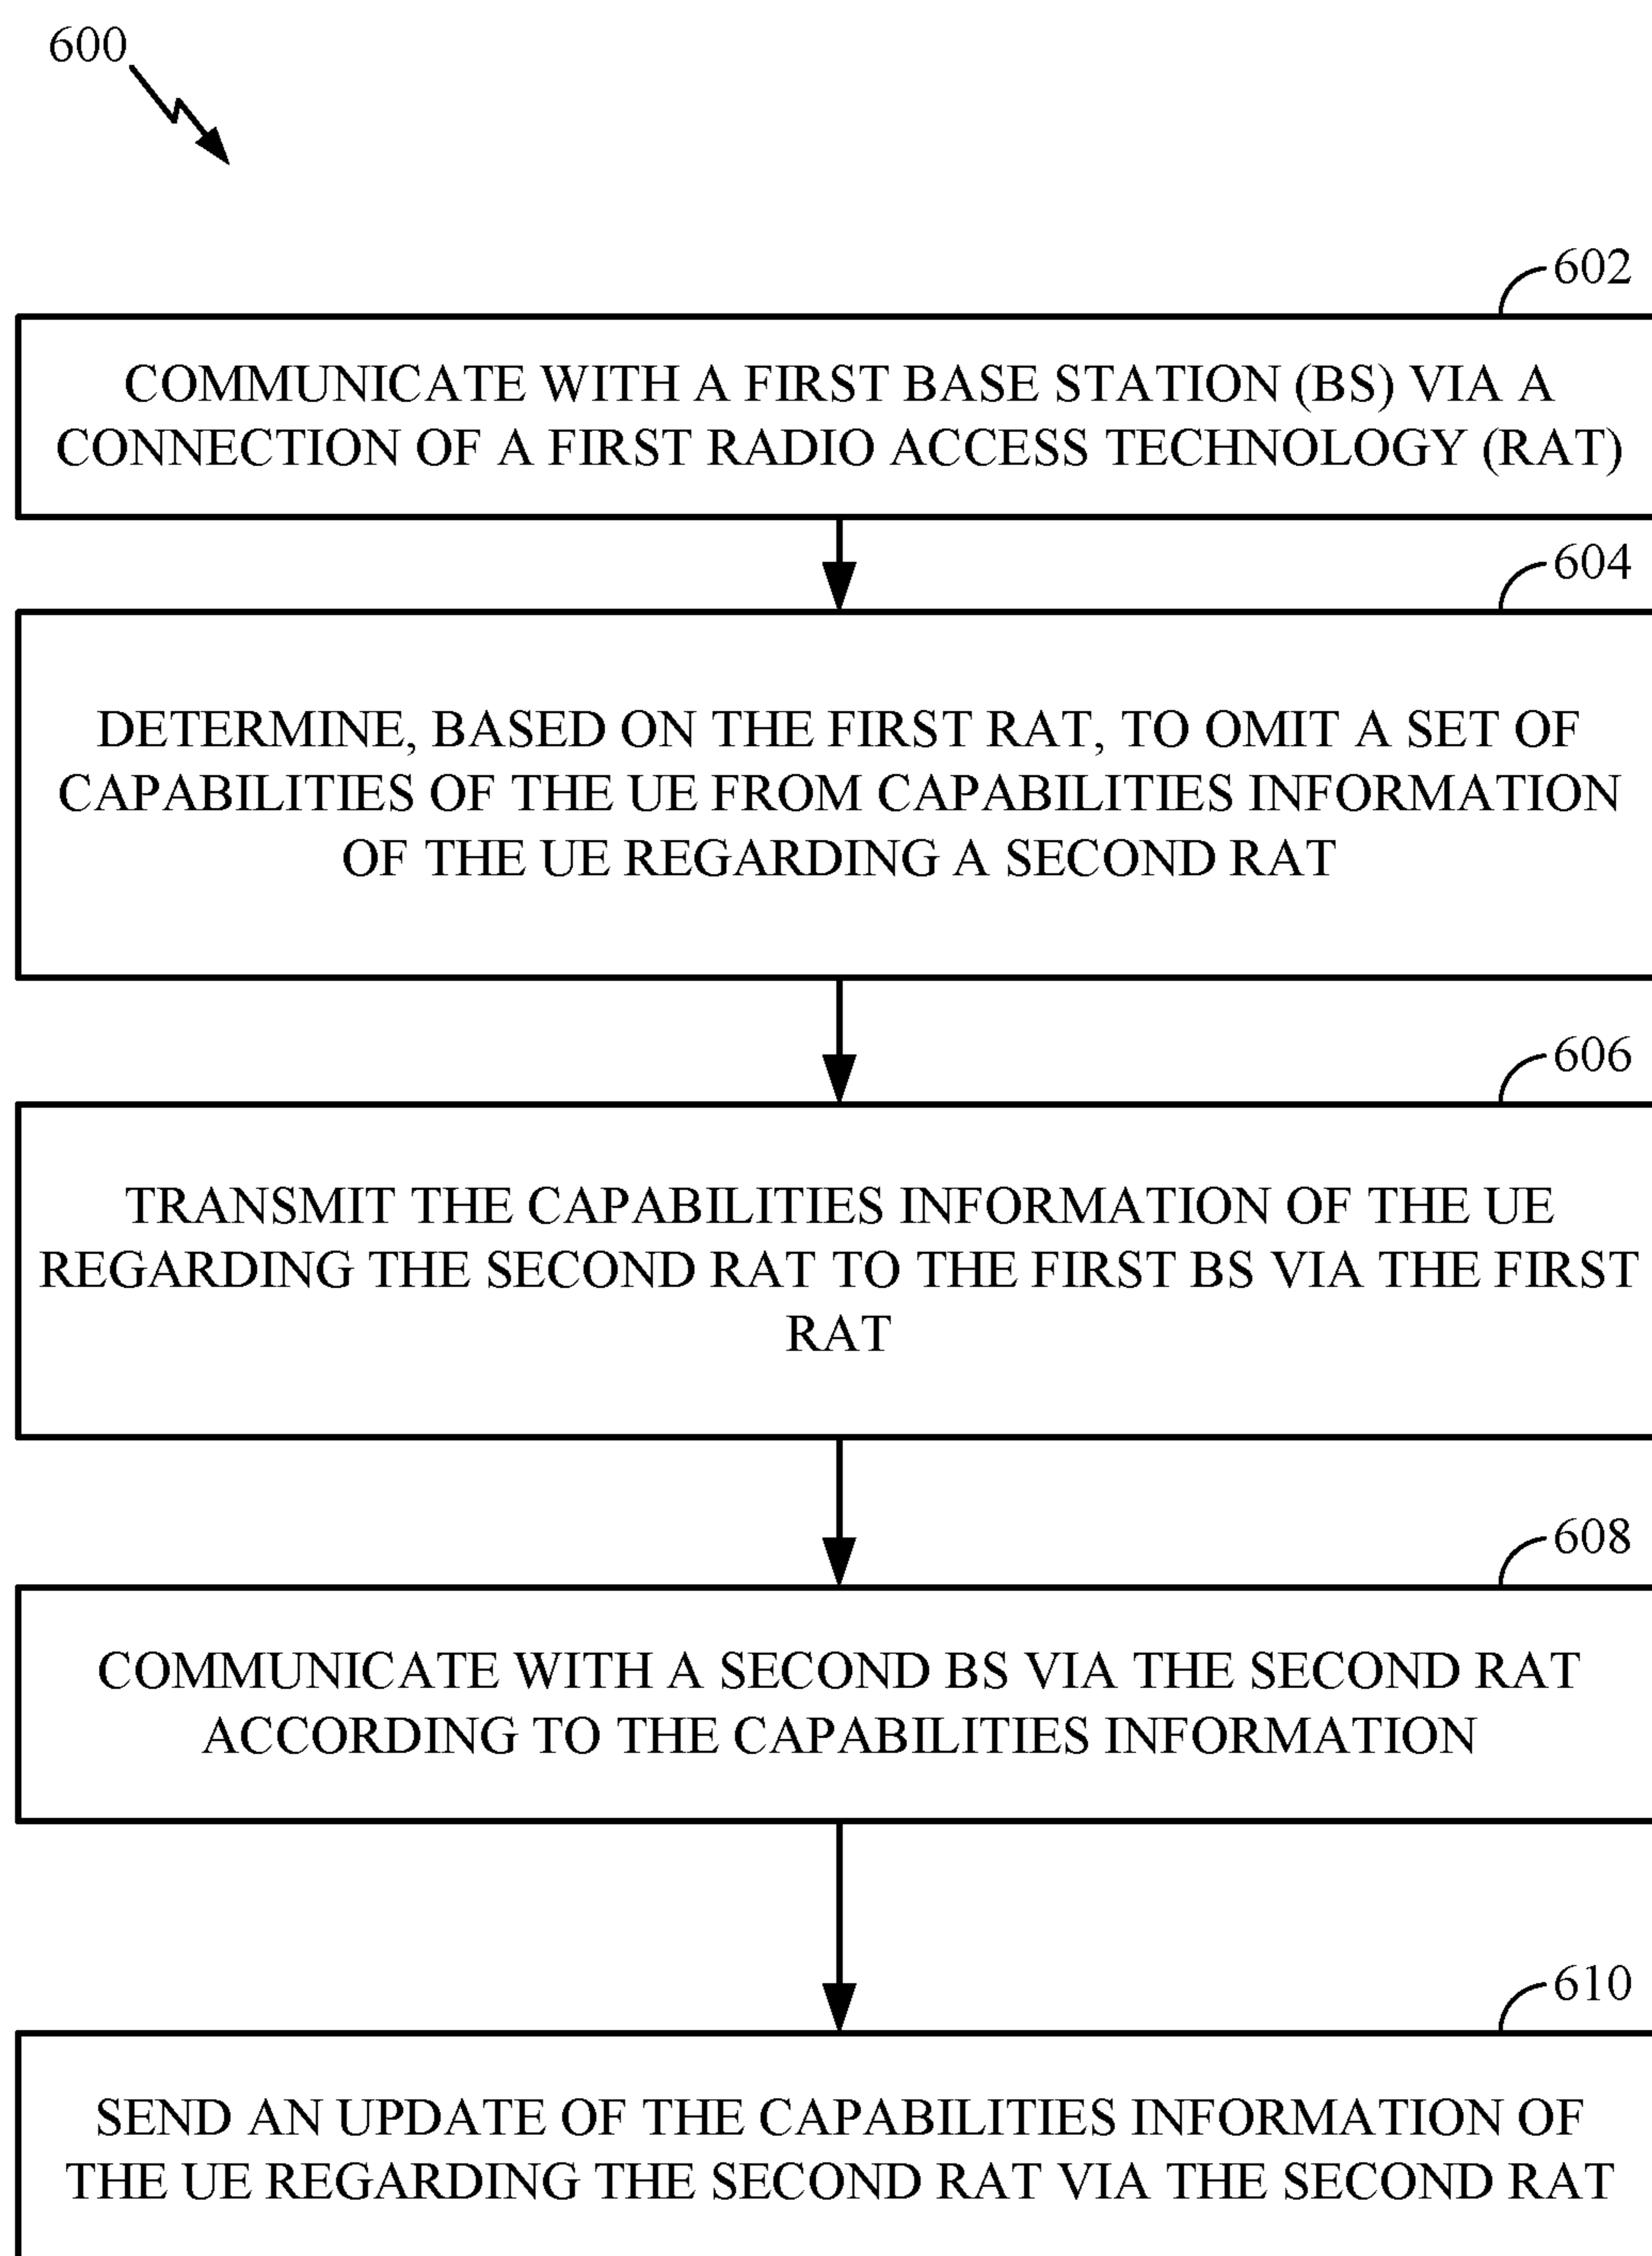 600
602
COMMUNICATE WITH A FIRST BASE STATION (BS) VIA A
CONNECTION OF A FIRST RADIO ACCESS TECHNOLOGY (RAT)
604
DETERMINE, BASED ON THE FIRST RAT, TO OMIT A SET OF
CAPABILITIES OF THE UE FROM CAPABILITIES INFORMATION
OF THE UE REGARDING A SECOND RAT
606
TRANSMIT THE CAPABILITIES INFORMATION OF THE UE
REGARDING THE SECOND RAT TO THE FIRST BS VIA THE FIRST
RAT
608
COMMUNICATE WITH A SECOND BS VIA THE SECOND RAT
ACCORDING TO THE CAPABILITIES INFORMATION
610
SEND AN UPDATE OF THE CAPABILITIES INFORMATION OF
THE UE REGARDING THE SECOND RAT VIA THE SECOND RAT